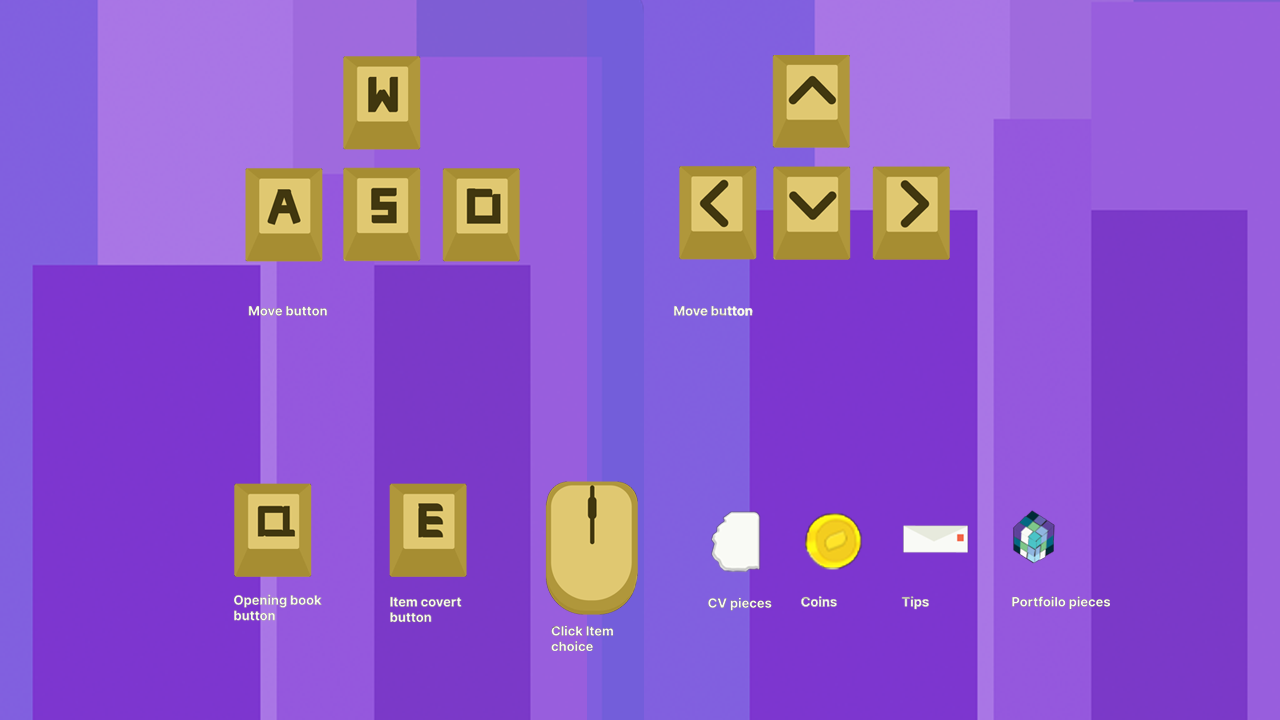 W
A S D
Move button
Move button
Q
E
Opening book
button
Item covert
button
Click Item
choice
CV pieces
Coins
Tips
Portfoilo pieces